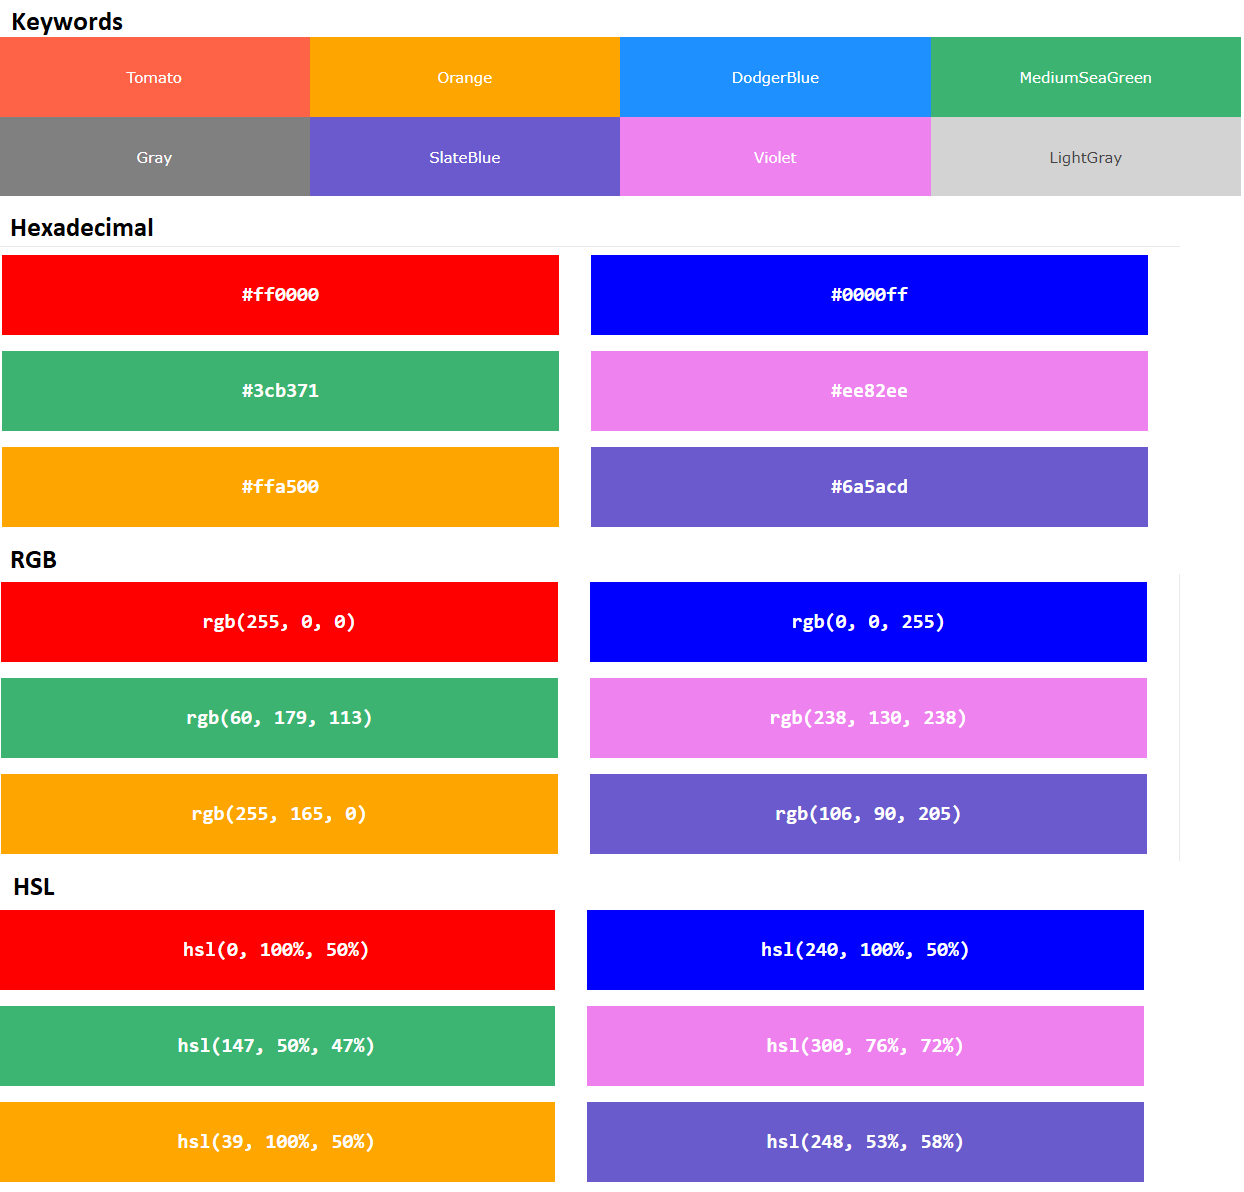 Keywords
Tomato Orange DodgerBlue MediumSeaGreen
Gray SlateBlue Violet LightGray
Hexadecimal
#ff0000 #0000ff
#3cb371 #ee82ee
#ffa500 #6a5acd
RGB
rgb(255, 0, 0) rgb(0, 0, 255)
rgb(60, 179, 113) rgb(238, 130, 238)
rgb(255, 165, 0) rgb(106, 90, 205)
HSL
hsl(0, 100%, 50%) hsl(240, 100%, 50%)
hsl(147, 50%, 47%) hsl(300, 76%, 72%)
hsl(39, 100%, 50%) hsl(248, 53%, 58%)